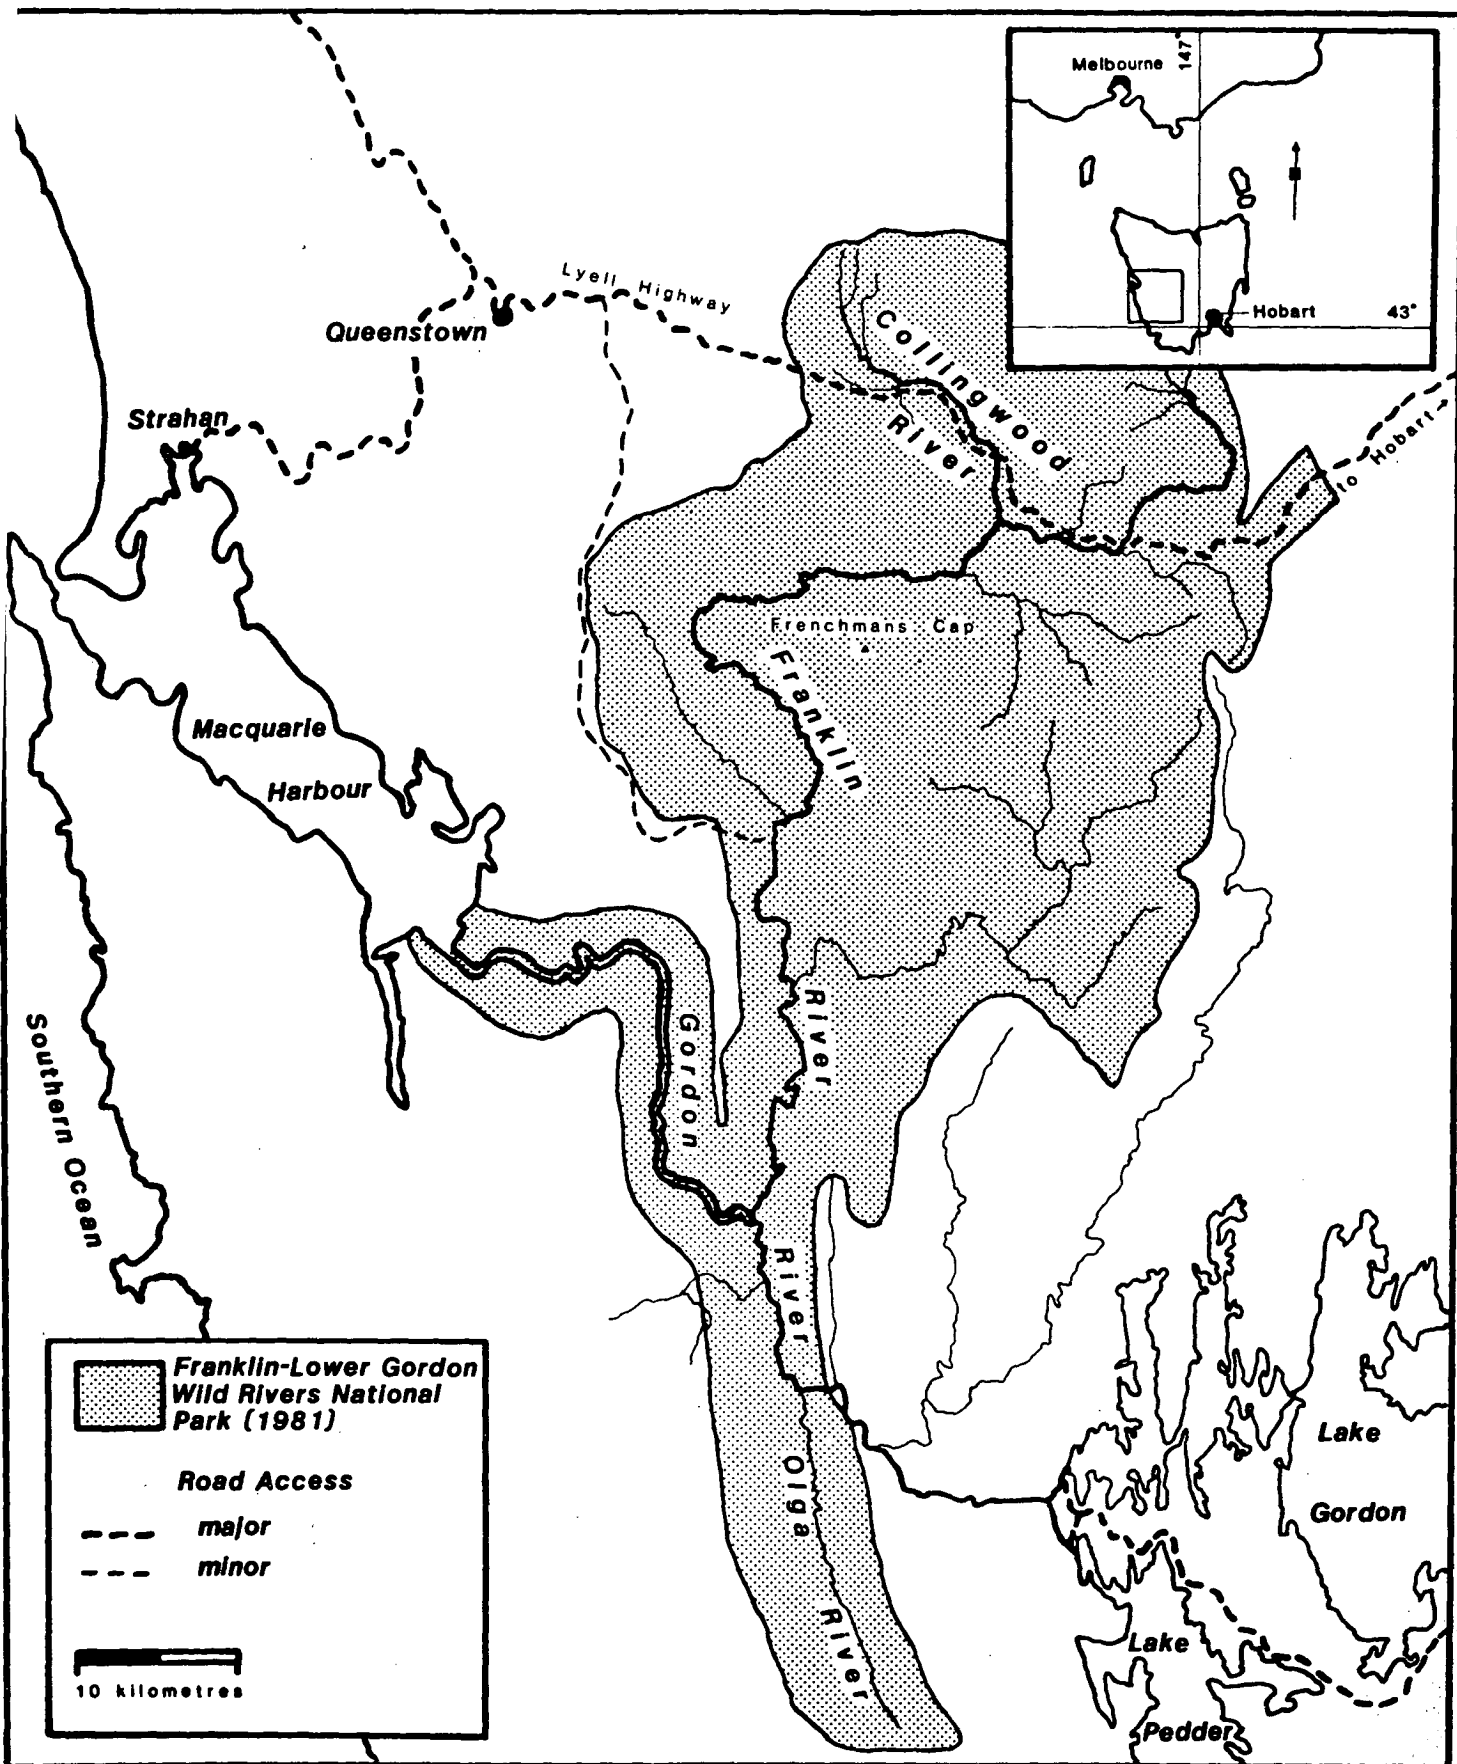 Melbourne
147°
Hobart
43°
Lyell Highway
Queenstown
Collingwood
River
Strahan
to Hobart
Frenchmans Cap
Franklin
River
Macquarie
Harbour
Gordon
River
Southern Ocean
Olga
River
Lake
Gordon
Lake
Pedder
Franklin-Lower Gordon
Wild Rivers National
Park (1981)
Road Access
major
minor
10 kilometres